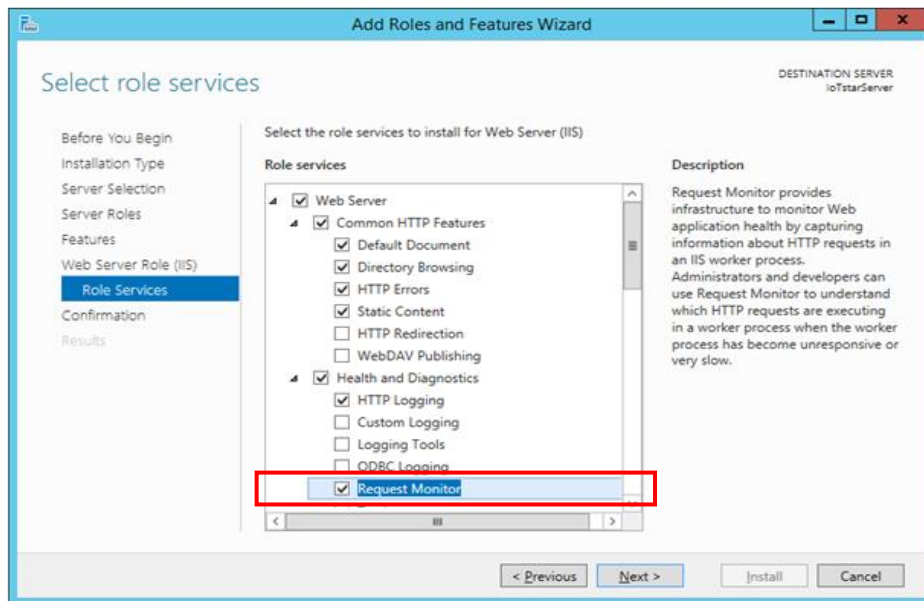 Add Roles and Features Wizard
Select role services
DESTINATION SERVER
IoTstarServer
Before You Begin
Installation Type
Server Selection
Server Roles
Features
Web Server Role (IIS)
Role Services
Confirmation
Results
Select the role services to install for Web Server (IIS)
Role services
Web Server
Common HTTP Features
Default Document
Directory Browsing
HTTP Errors
Static Content
HTTP Redirection
WebDAV Publishing
Health and Diagnostics
HTTP Logging
Custom Logging
Logging Tools
ODBC Logging
Request Monitor
Description
Request Monitor provides
infrastructure to monitor Web
application health by capturing
information about HTTP requests in
an IIS worker process.
Administrators and developers can
use Request Monitor to understand
which HTTP requests are executing
in a worker process when the worker
process has become unresponsive or
very slow.
< Previous
Next >
Install
Cancel